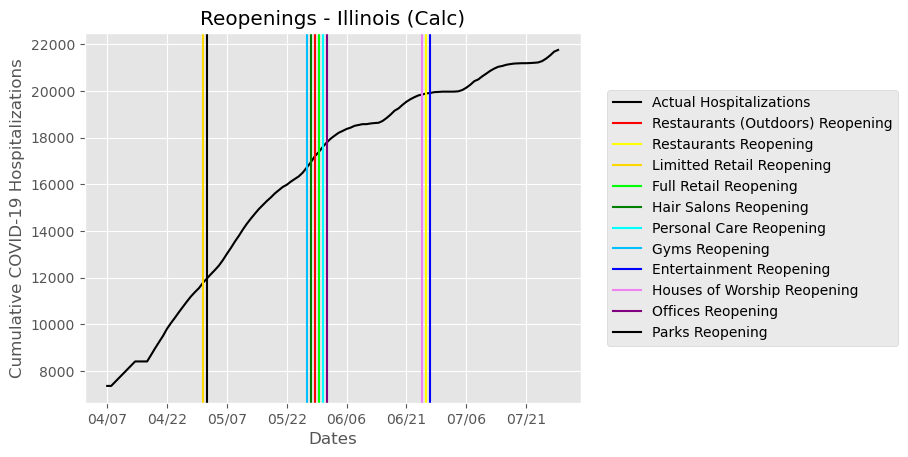 Reopenings - Illinois (Calc)
Cumulative COVID-19 Hospitalizations
22000
20000
18000
16000
14000
12000
10000
8000
04/07 04/22 05/07 05/22 06/06 06/21 07/06 07/21
Dates
Actual Hospitalizations
Restaurants (Outdoors) Reopening
Restaurants Reopening
Limitted Retail Reopening
Full Retail Reopening
Hair Salons Reopening
Personal Care Reopening
Gyms Reopening
Entertainment Reopening
Houses of Worship Reopening
Offices Reopening
Parks Reopening